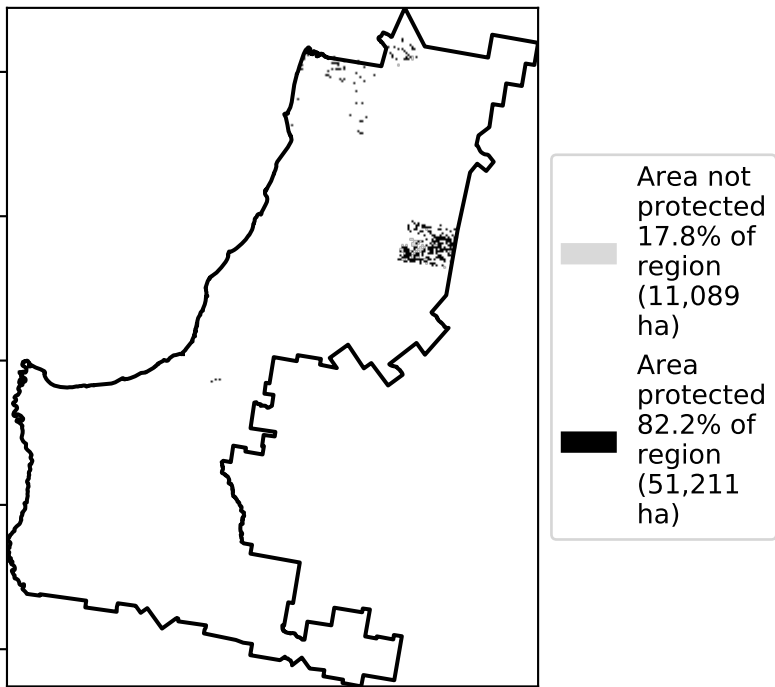 Area not
protected
17.8% of
region
(11,089
ha)
Area
protected
82.2% of
region
(51,211
ha)